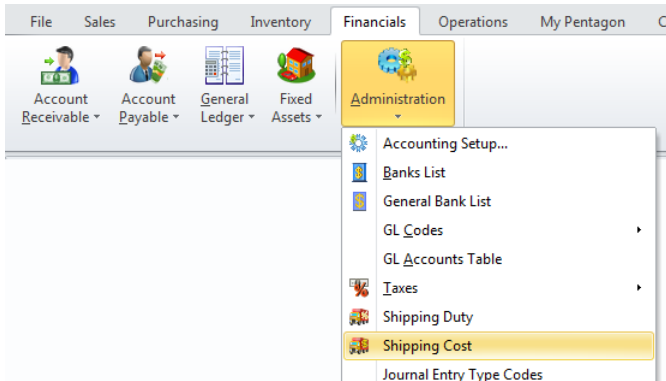 File Sales Purchasing Inventory Financials Operations My Pentagon
Account Receivable
Account Payable
General Ledger
Fixed Assets
Administration
Accounting Setup...
Banks List
General Bank List
GL Codes
GL Accounts Table
Taxes
Shipping Duty
Shipping Cost
Journal Entry Type Codes